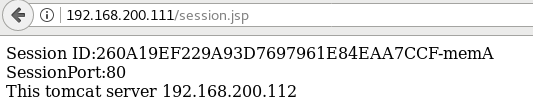 192.168.200.111/session.jsp
Session ID:260A19EF229A93D7697961E84EAA7CCF-memA
SessionPort:80
This tomcat server 192.168.200.112